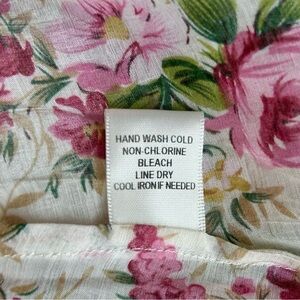 HAND WASH COLD
NON-CHLORINE
BLEACH
LINE DRY
COOL IRON IF NEEDED